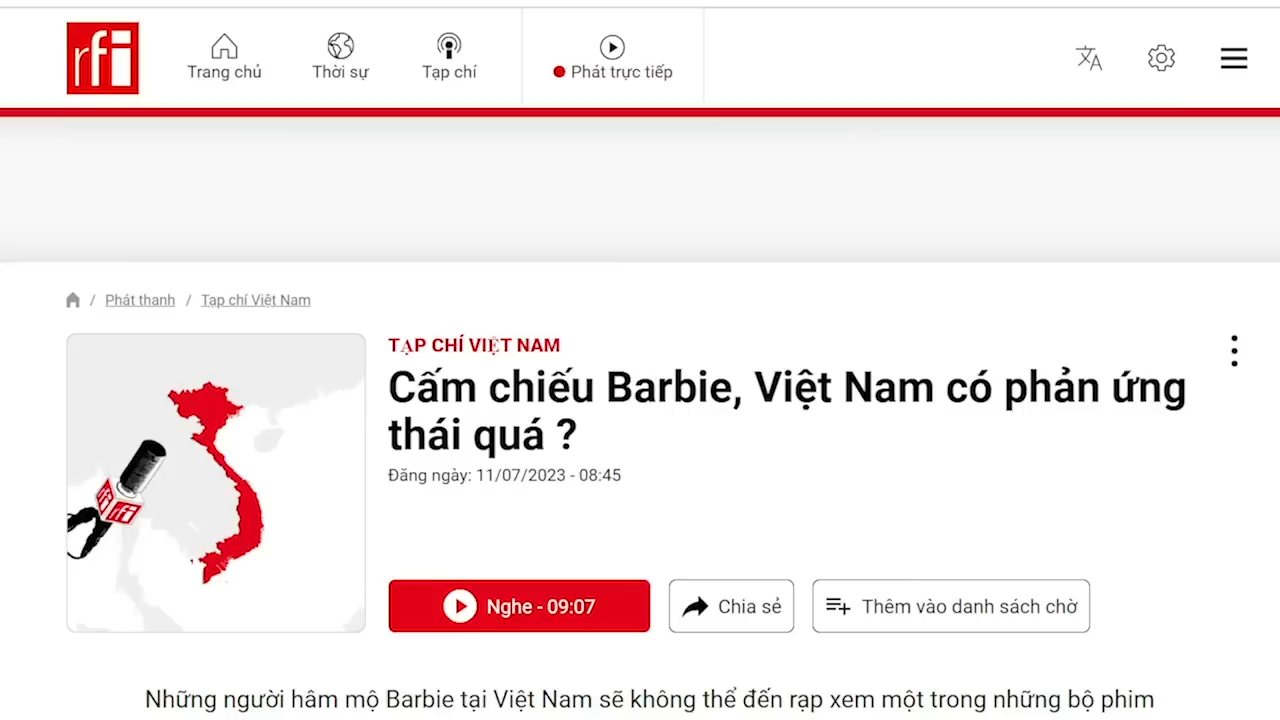 rfi
Trang chủ
Thời sự
Tạp chí
Phát trực tiếp
/ Phát thanh / Tạp chí Việt Nam
TẠP CHÍ VIỆT NAM
Cấm chiếu Barbie, Việt Nam có phản ứng
thái quá ?
Đăng ngày: 11/07/2023 - 08:45
rfi rfi
Nghe - 09:07
Chia sẻ
Thêm vào danh sách chờ
Những người hâm mộ Barbie tại Việt Nam sẽ không thể đến rạp xem một trong những bộ phim